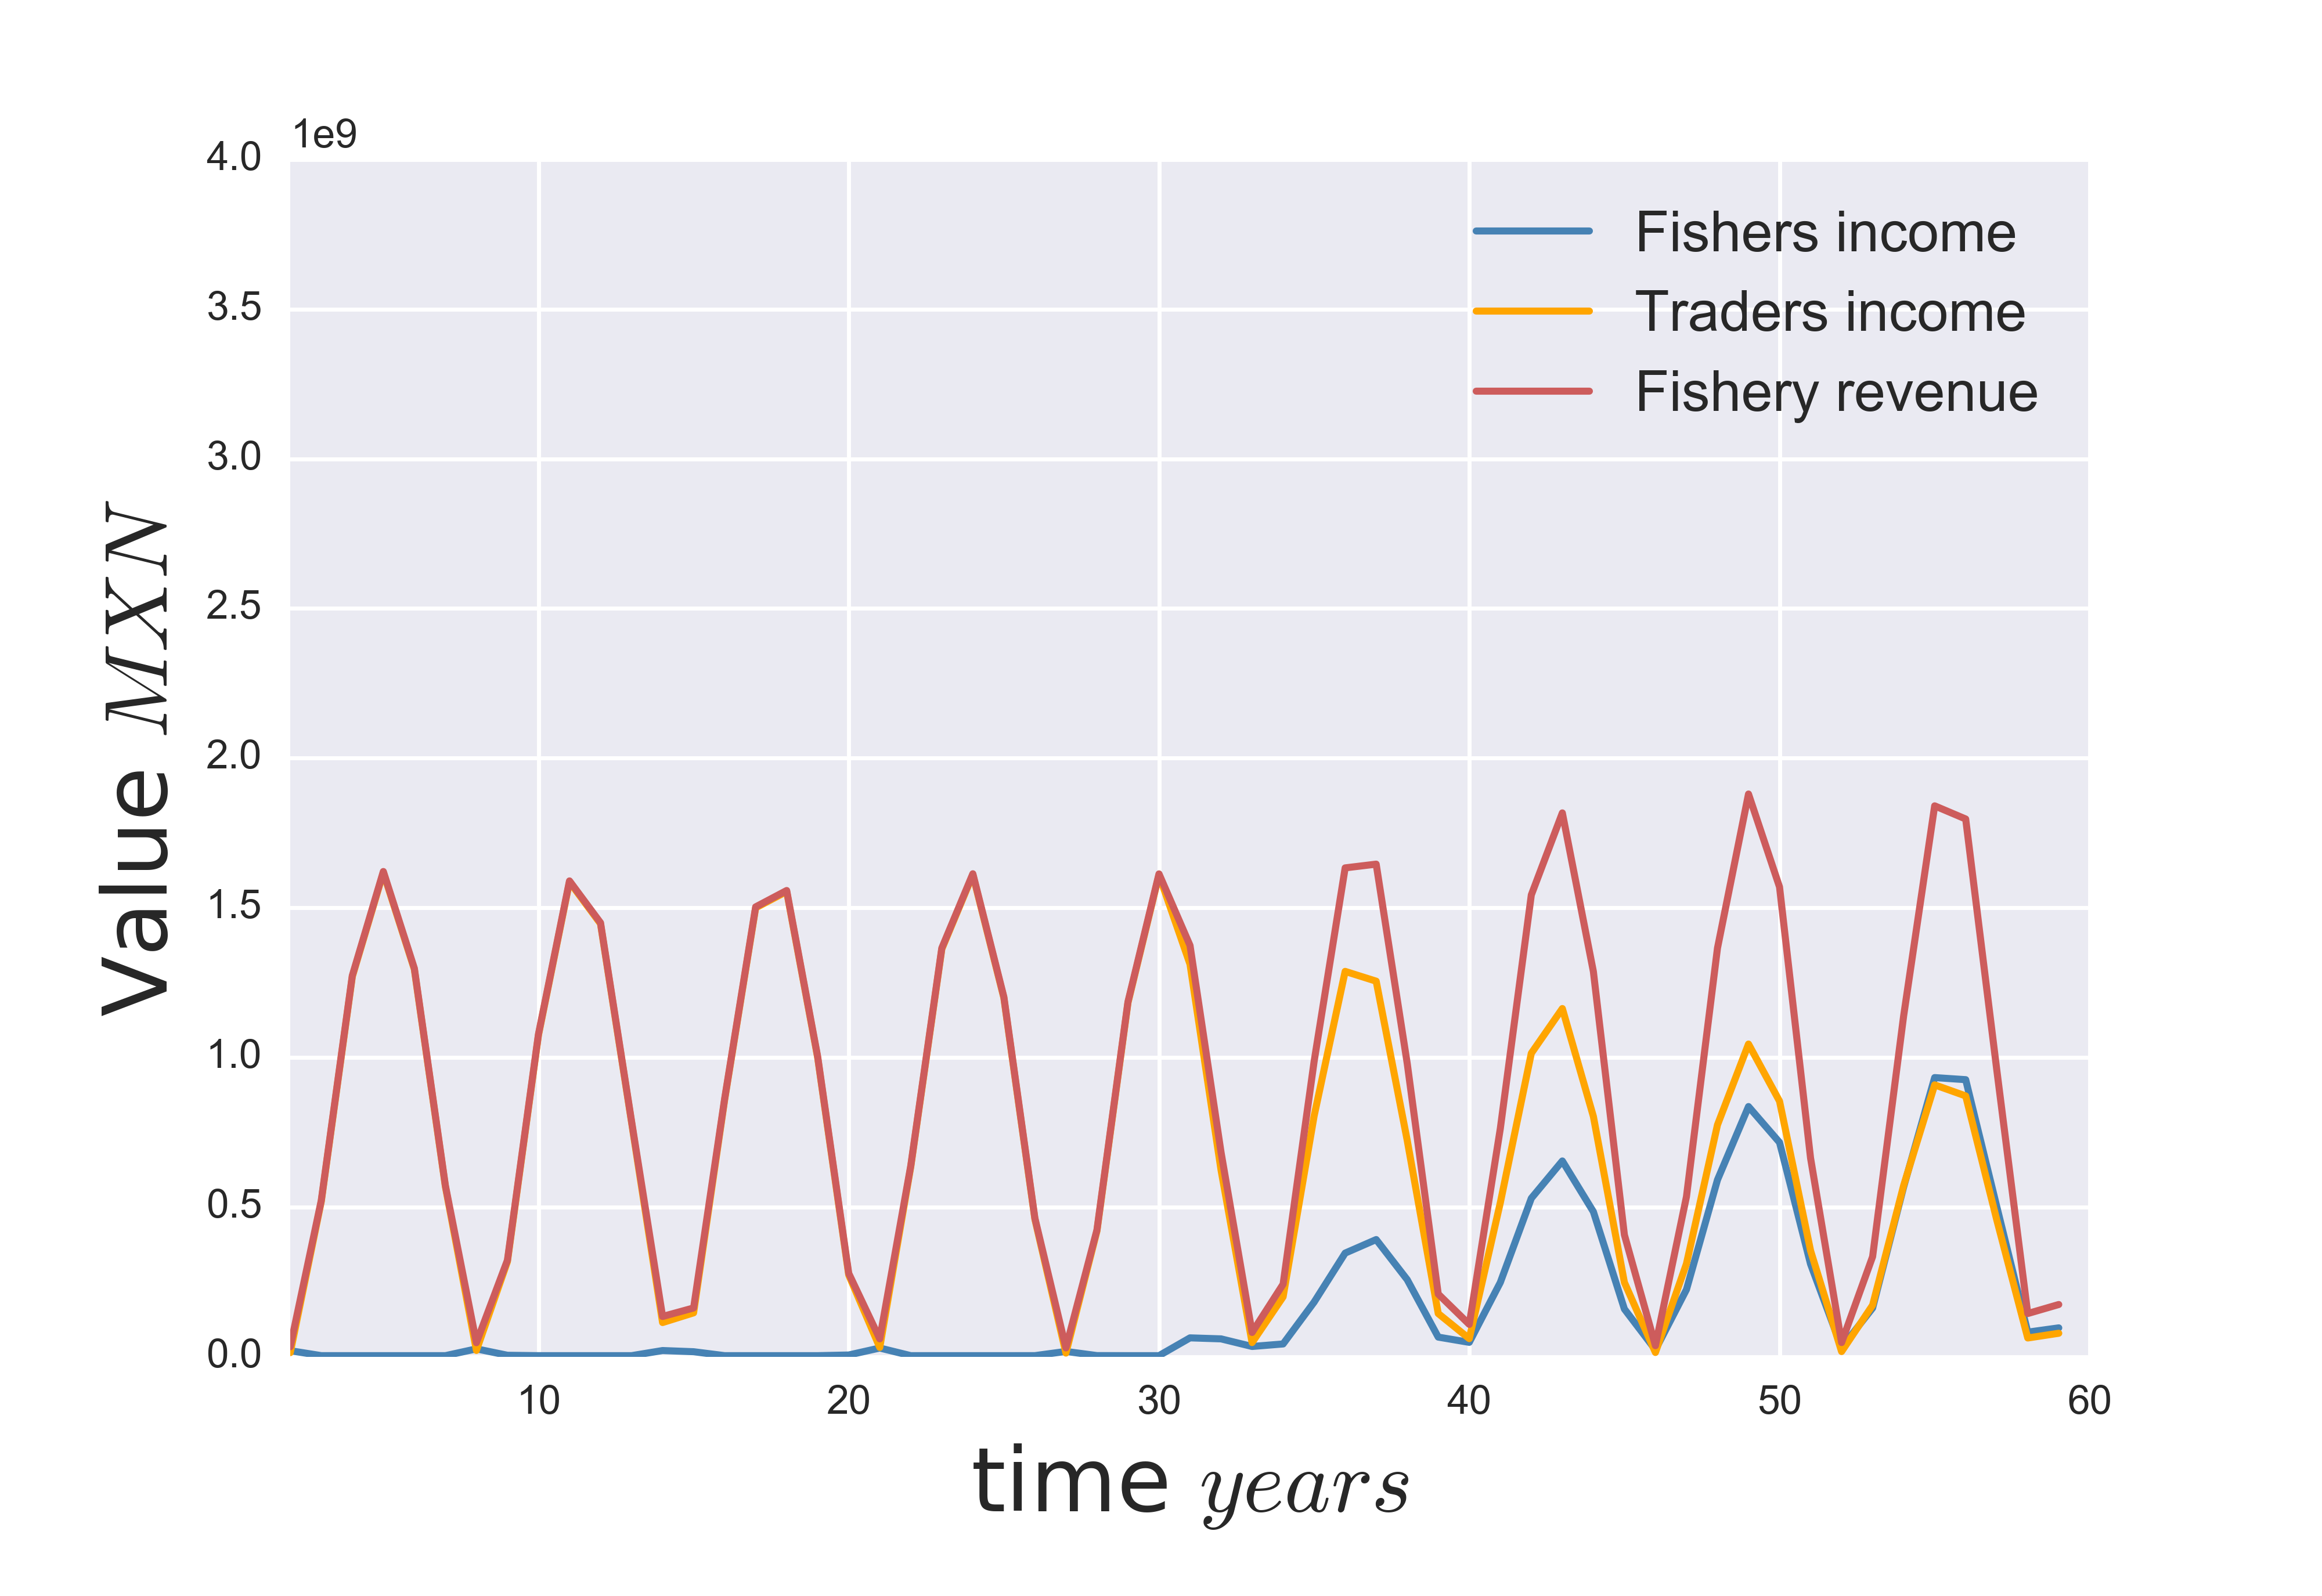 1e9
4.0
3.5
3.0
2.5
2.0
1.5
1.0
0.5
0.0
Value MXN
Fishers income
Traders income
Fishery revenue
10 20 30 40 50 60
time years